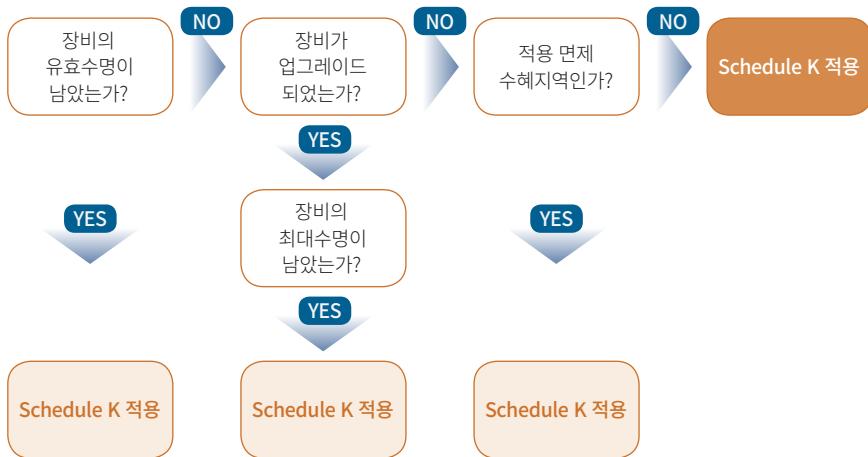 NO
NO
NO
장비의
유효수명이
남았는가?
장비가
업그레이드
되었는가?
적용 면제
수혜지역인가?
Schedule K 적용
YES
YES
장비의
최대수명이
남았는가?
YES
YES
Schedule K 적용
Schedule K 적용
Schedule K 적용